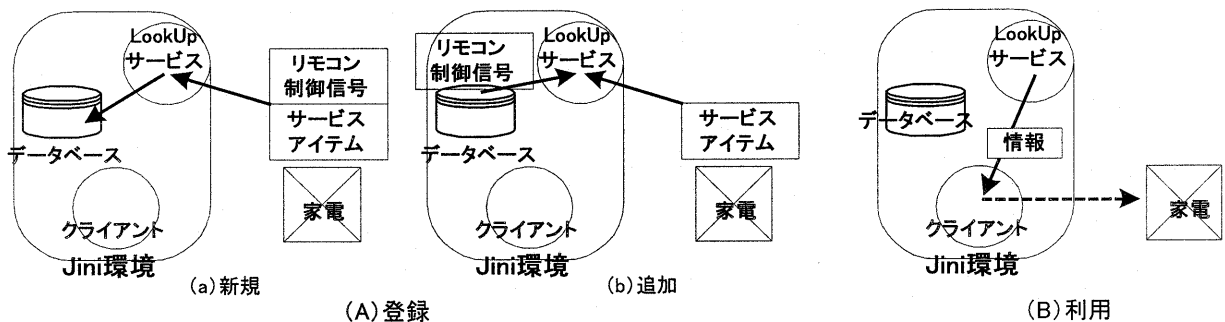 LookUp
サービス
リモコン
制御信号
サービス
アイテム
データベース
クライアント
家電
Jini環境
(a)新規
リモコン
制御信号
LookUp
サービス
サービス
アイテム
データベース
クライアント
家電
Jini環境
(b)追加
(A)登録
LookUp
サービス
データベース
情報
クライアント
家電
Jini環境
(B)利用